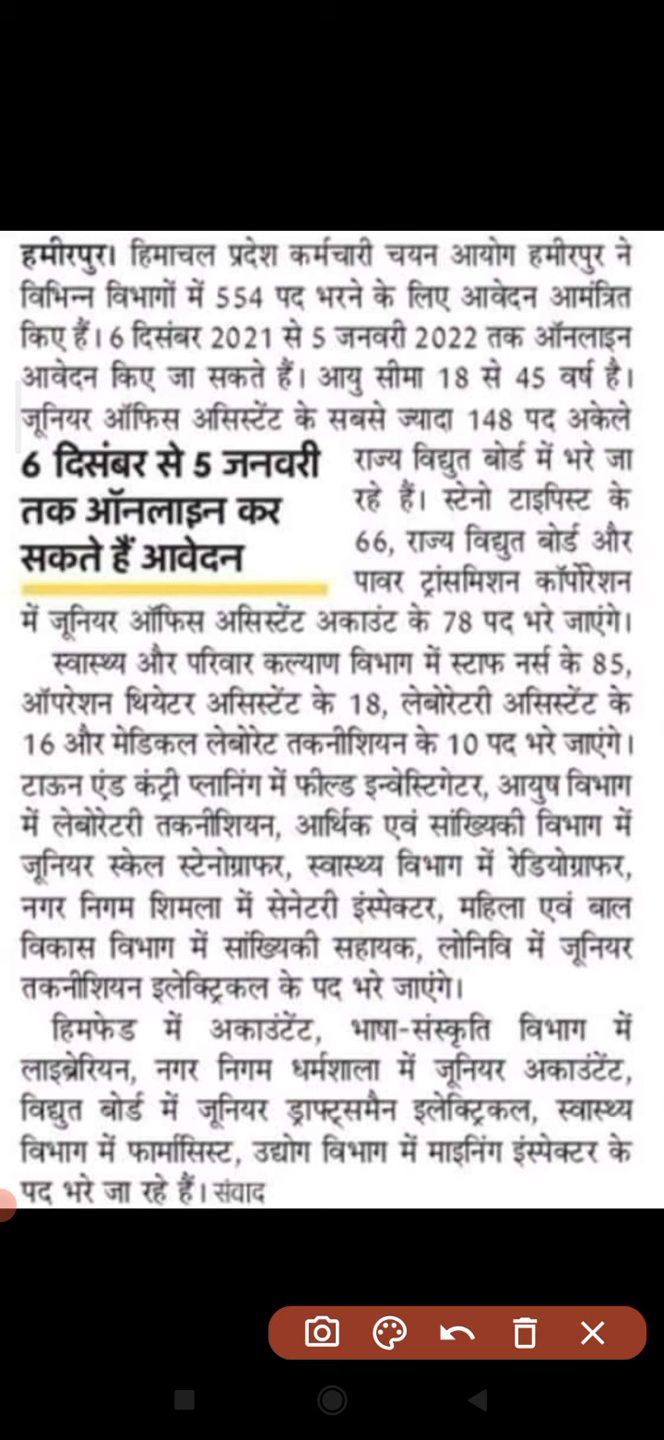 हमीरपुर। हिमाचल प्रदेश कर्मचारी चयन आयोग हमीरपुर ने
विभिन्न विभागों में 554 पद भरने के लिए आवेदन आमंत्रित
किए हैं। 6 दिसंबर 2021 से 5 जनवरी 2022 तक ऑनलाइन
आवेदन किए जा सकते हैं। आयु सीमा 18 से 45 वर्ष है।
जूनियर ऑफिस असिस्टेंट के सबसे ज्यादा 148 पद अकेले
6 दिसंबर से 5 जनवरी
तक ऑनलाइन कर
सकते हैं आवेदन
राज्य विद्युत बोर्ड में भरे जा
रहे हैं। स्टेनो टाइपिस्ट के
66, राज्य विद्युत बोर्ड और
पावर ट्रांसमिशन कॉर्पोरेशन
में जूनियर ऑफिस असिस्टेंट अकाउंट के 78 पद भरे जाएंगे।
स्वास्थ्य और परिवार कल्याण विभाग में स्टाफ नर्स के 85,
ऑपरेशन थियेटर असिस्टेंट के 18, लेबोरेटरी असिस्टेंट के
16 और मेडिकल लेबोरेट तकनीशियन के 10 पद भरे जाएंगे।
टाऊन एंड कंट्री प्लानिंग में फील्ड इन्वेस्टिगेटर, आयुष विभाग
में लेबोरेटरी तकनीशियन, आर्थिक एवं सांख्यिकी विभाग में
जूनियर स्केल स्टेनोग्राफर, स्वास्थ्य विभाग में रेडियोग्राफर,
नगर निगम शिमला में सेनेटरी इंस्पेक्टर, महिला एवं बाल
विकास विभाग में सांख्यिकी सहायक, लोनिवि में जूनियर
तकनीशियन इलेक्ट्रिकल के पद भरे जाएंगे।
हिमफेड में अकाउंटेंट, भाषा-संस्कृति विभाग में
लाइब्रेरियन, नगर निगम धर्मशाला में जूनियर अकाउंटेंट,
विद्युत बोर्ड में जूनियर ड्राफ्ट्समैन इलेक्ट्रिकल, स्वास्थ्य
विभाग में फार्मासिस्ट, उद्योग विभाग में माइनिंग इंस्पेक्टर के
पद भरे जा रहे हैं। संवाद